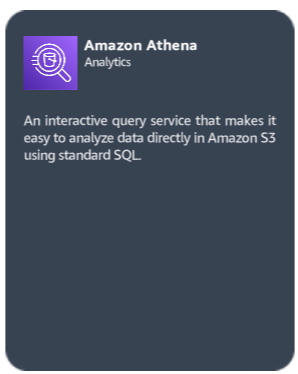 Amazon Athena
Analytics
An interactive query service that makes it
easy to analyze data directly in Amazon S3
using standard SQL.